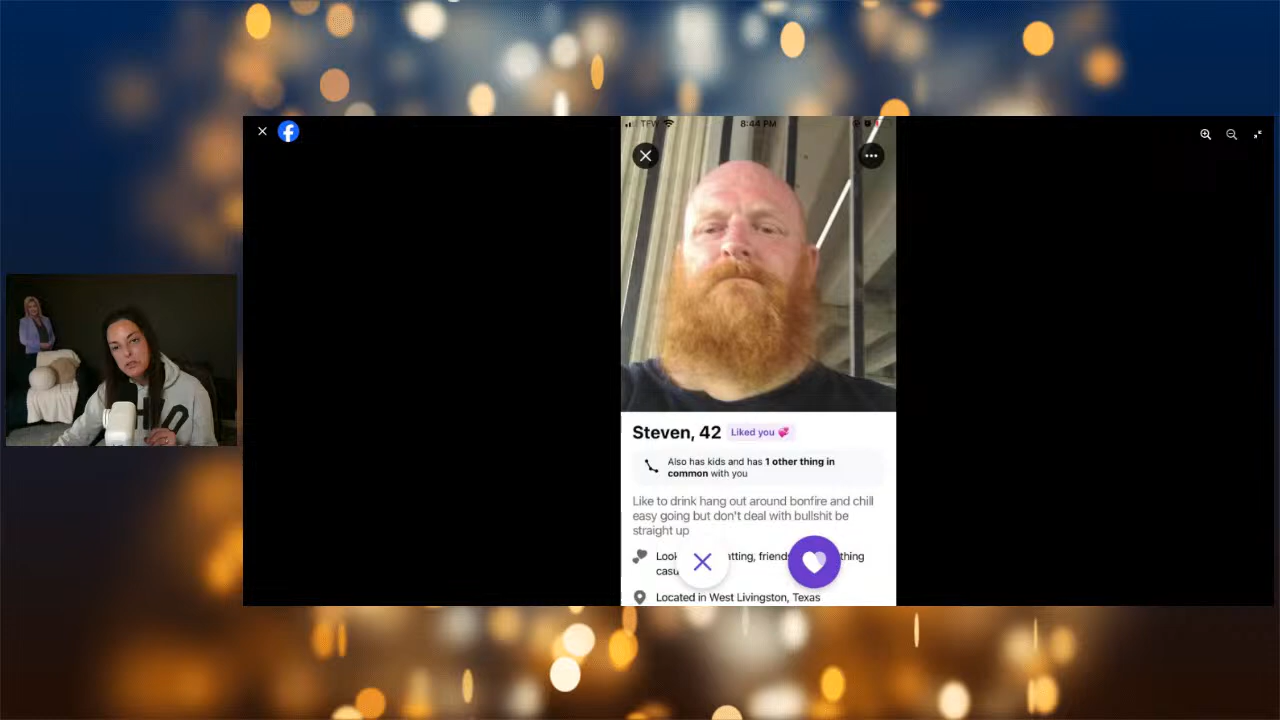 TFW
8:44 PM
Steven, 42
Liked you
Also has kids and has 1 other thing in
common with you
Like to drink hang out around bonfire and chill
easy going but don't deal with bullshit be
straight up
Located in West Livingston, Texas